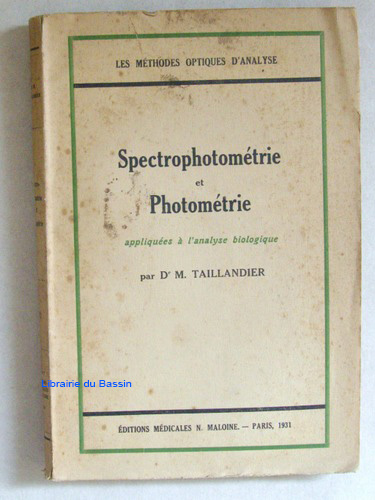 LES MÉTHODES OPTIQUES D'ANALYSE
Spectrophotométrie
et
Photométrie
appliquées à l'analyse biologique
par Dr M. TAILLANDIER
Librairie du Bassin
ÉDITIONS MÉDICALES N. MALOINE. — PARIS, 1931